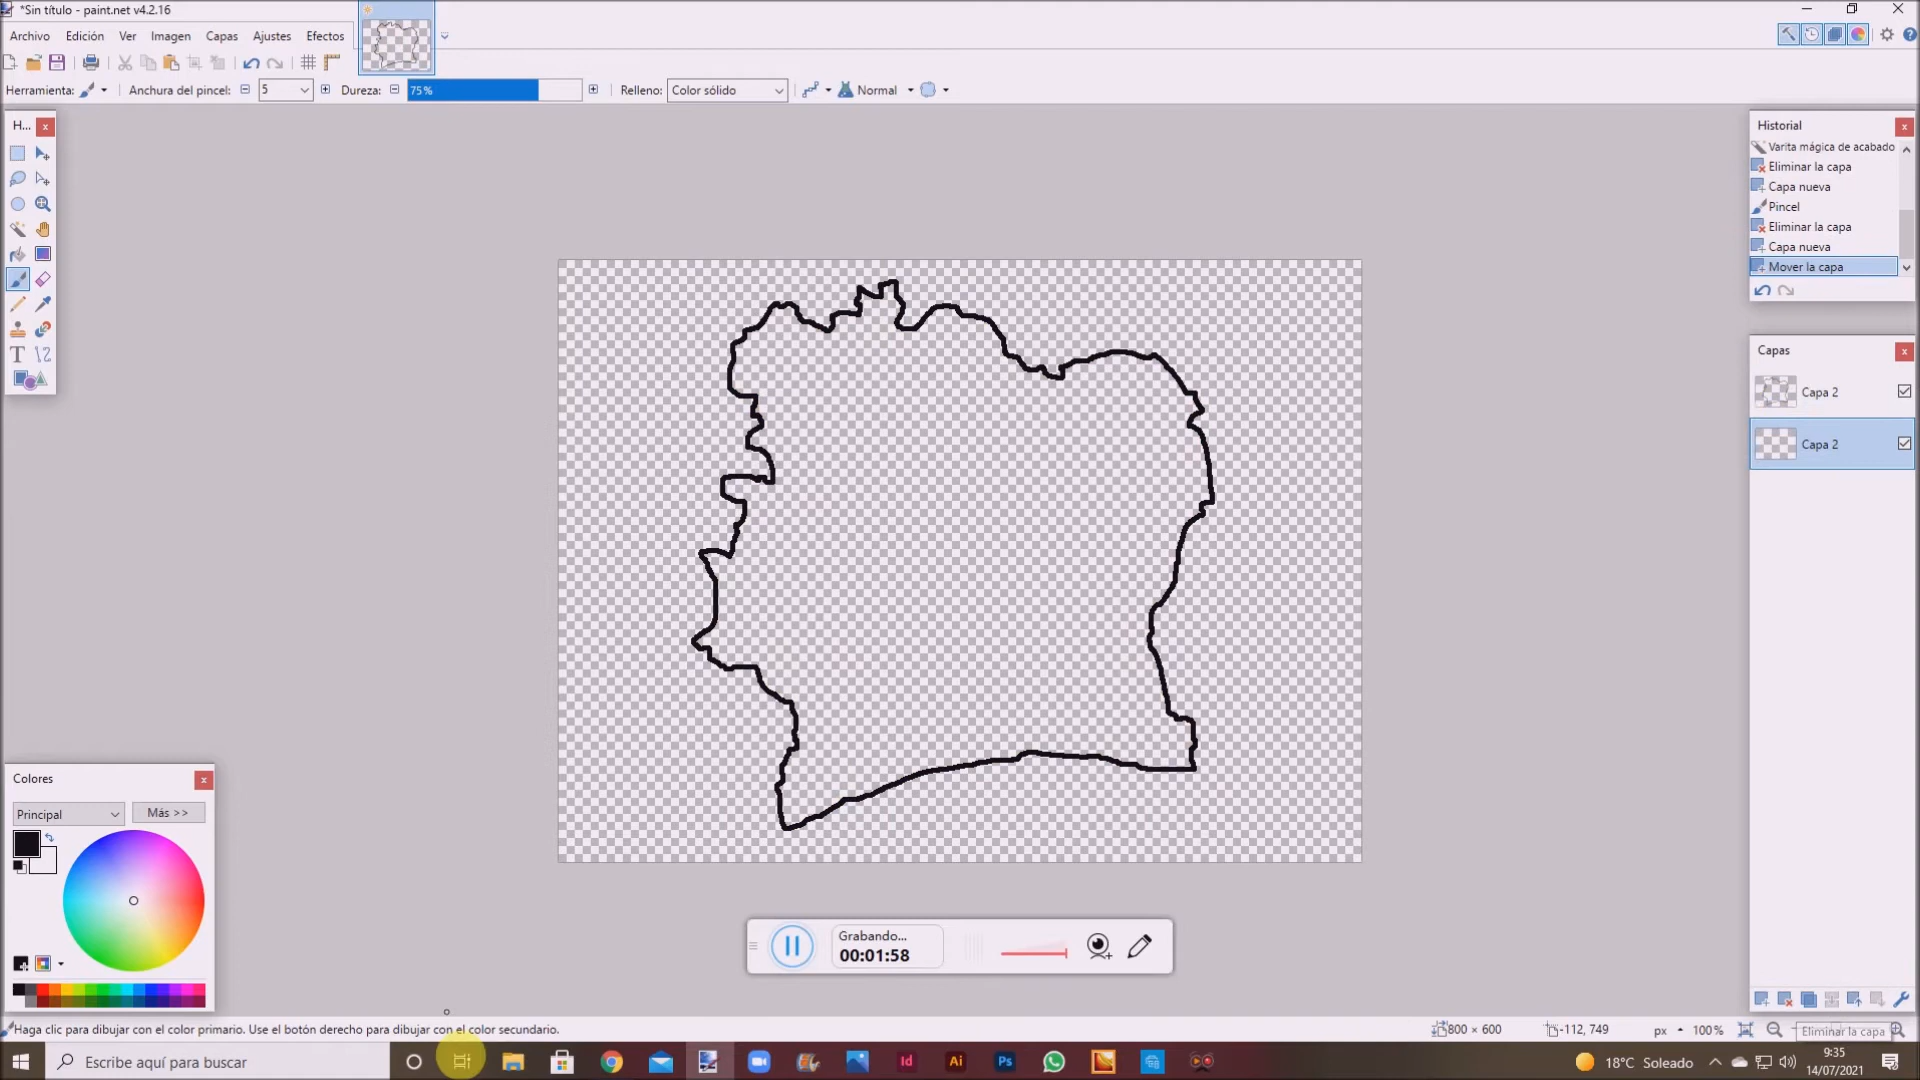 *Sin título - paint.net v4.2.16
Archivo Edición Ver Imagen Capas Ajustes Efectos
Herramienta: Anchura del pincel: 5 Dureza: 75% Relleno: Color sólido Normal
H...
Historial
Varita mágica de acabado
Eliminar la capa
Capa nueva
Pincel
Eliminar la capa
Capa nueva
Mover la capa
Capas
Capa 2
Capa 2
Colores
Principal Más >>
Grabando...
00:01:58
Haga clic para dibujar con el color primario. Use el botón derecho para dibujar con el color secundario.
800 × 600 -112, 749 px 100% Eliminar la capa
Escribe aquí para buscar
Id Ai Ps
18°C Soleado
9:35
14/07/2021